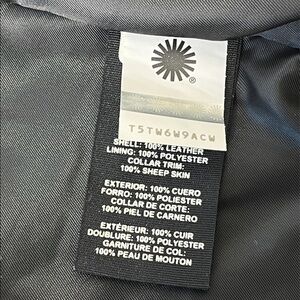 ®
T5TW6W9ACW
SHELL: 100% LEATHER
LINING: 100% POLYESTER
COLLAR TRIM:
100% SHEEP SKIN
EXTERIOR: 100% CUERO
FORRO: 100% POLIESTER
COLLAR DE CORTE:
100% PIEL DE CARNERO
EXTÉRIEUR: 100% CUIR
DOUBLURE: 100% POLYESTER
GARNITURE DE COL:
100% PEAU DE MOUTON